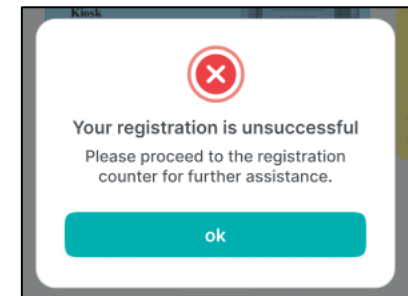 Kiosk
Your registration is unsuccessful
Please proceed to the registration
counter for further assistance.
ok